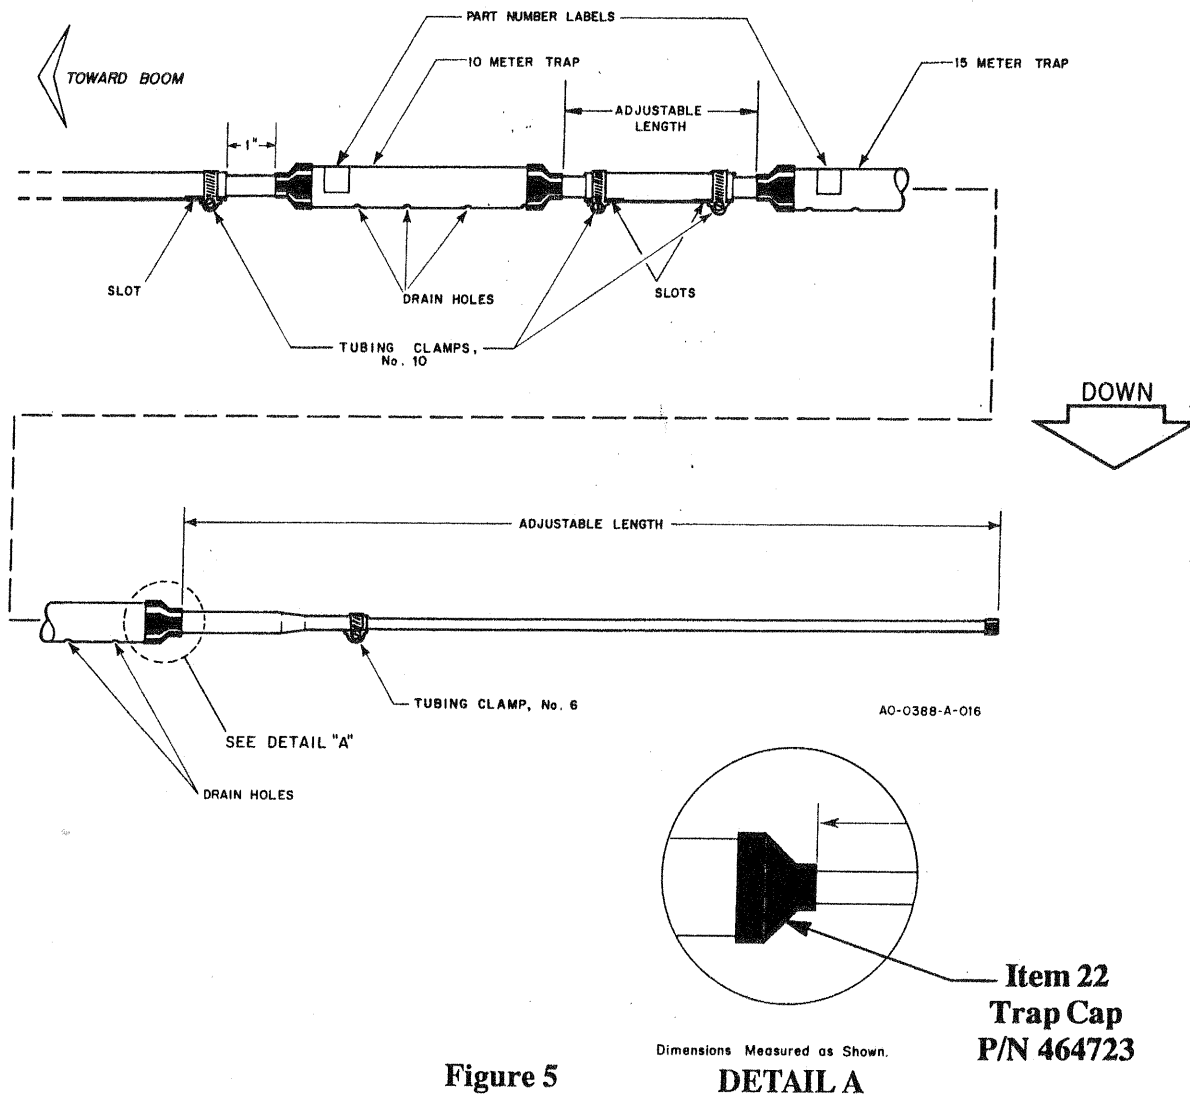 PART NUMBER LABELS
TOWARD BOOM
10 METER TRAP
15 METER TRAP
ADJUSTABLE
LENGTH
1"
SLOT
DRAIN HOLES
SLOTS
TUBING CLAMPS,
No. 10
DOWN
ADJUSTABLE LENGTH
TUBING CLAMP, No. 6
AO-0388-A-016
SEE DETAIL "A"
DRAIN HOLES
Item 22
Trap Cap
P/N 464723
Dimensions Measured as Shown.
Figure 5
DETAIL A